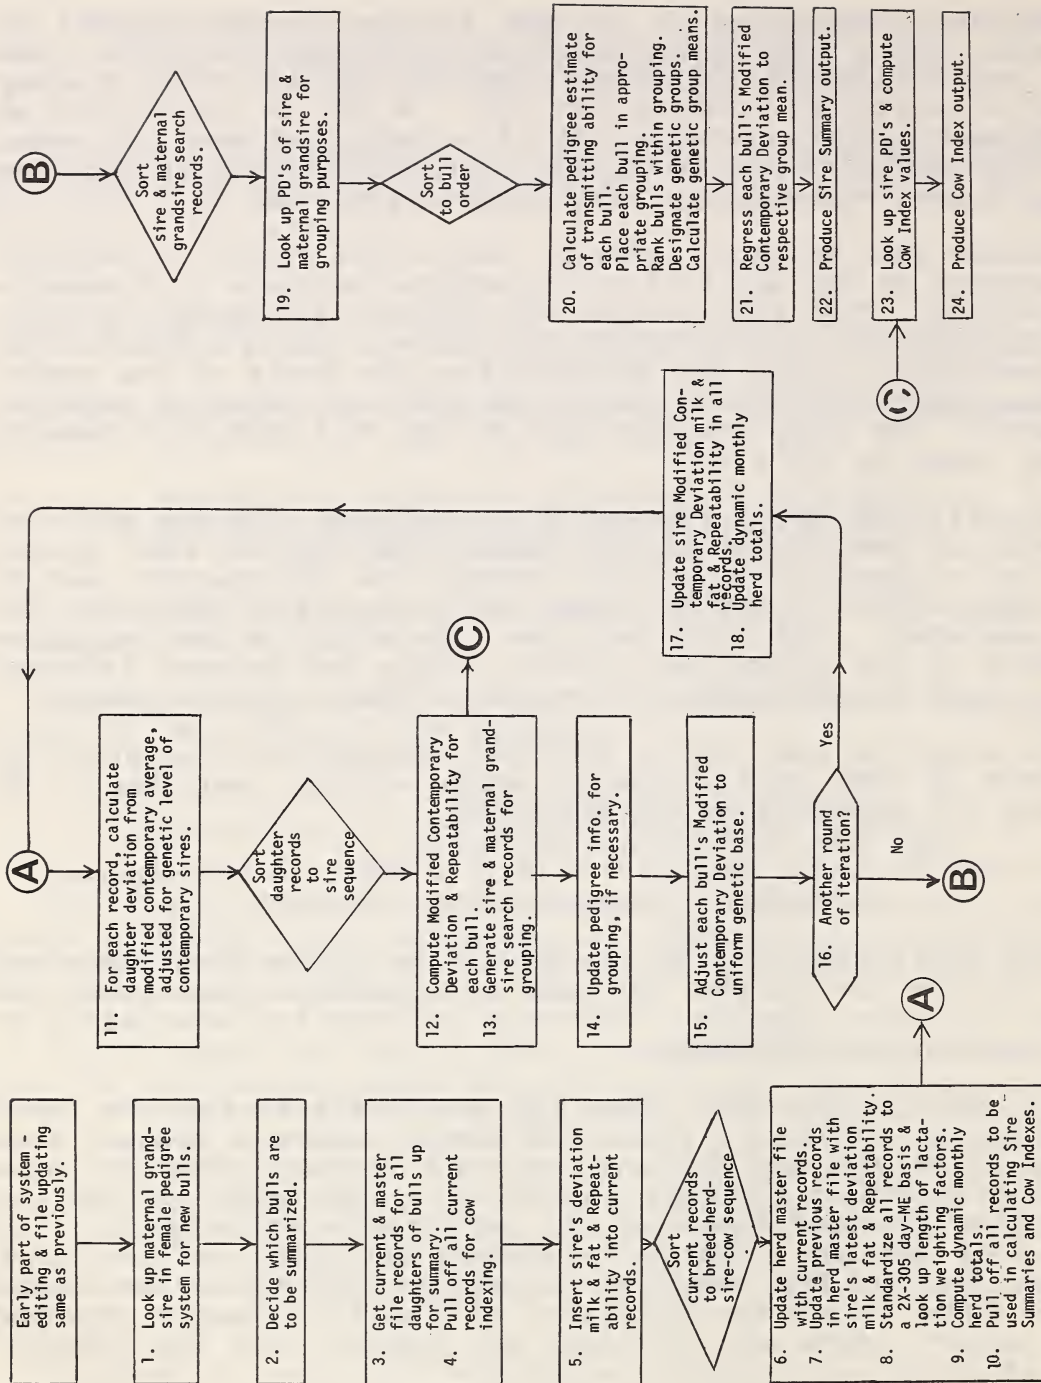 Early part of system -
editing & file updating
same as previously.
1. Look up maternal grand-
sire in female pedigree
system for new bulls.
2. Decide which bulls are
to be summarized.
3. Get current & master
file records for all
daughters of bulls up
for summary.
4. Pull off all current
records for cow
indexing.
5. Insert sire's deviation
milk & fat & Repeat-
ability into current
records.
Sort
current records
to breed-herd-
sire-cow sequence
6. Update herd master file
with current records.
7. Update previous records
in herd master file with
sire's latest deviation
milk & fat & Repeatability.
8. Standardize all records to
a 2X-305 day-ME basis &
look up length of lacta-
tion weighting factors.
9. Compute dynamic monthly
herd totals.
10. Pull off all records to be
used in calculating Sire
Summaries and Cow Indexes.
A
A
11. For each record, calculate
daughter deviation from
modified contemporary average,
adjusted for genetic level of
contemporary sires.
Sort
daughter
records
to
sire
sequence
12. Compute Modified Contemporary
Deviation & Repeatability for
each bull.
13. Generate sire & maternal grand-
sire search records for
grouping.
C
14. Update pedigree info. for
grouping, if necessary.
15. Adjust each bull's Modified
Contemporary Deviation to
uniform genetic base.
16. Another round
of iteration?
Yes
No
B
17. Update sire Modified Con-
temporary Deviation milk &
fat & Repeatability in all
records.
18. Update dynamic monthly
herd totals.
B
Sort
sire & maternal
grandsire search
records.
19. Look up PD's of sire &
maternal grandsire for
grouping purposes.
Sort
to bull
order
20. Calculate pedigree estimate
of transmitting ability for
each bull.
Place each bull in appro-
priate grouping.
Rank bulls within grouping.
Designate genetic groups.
Calculate genetic group means.
21. Regress each bull's Modified
Contemporary Deviation to
respective group mean.
22. Produce Sire Summary output.
C
23. Look up sire PD's & compute
Cow Index values.
24. Produce Cow Index output.